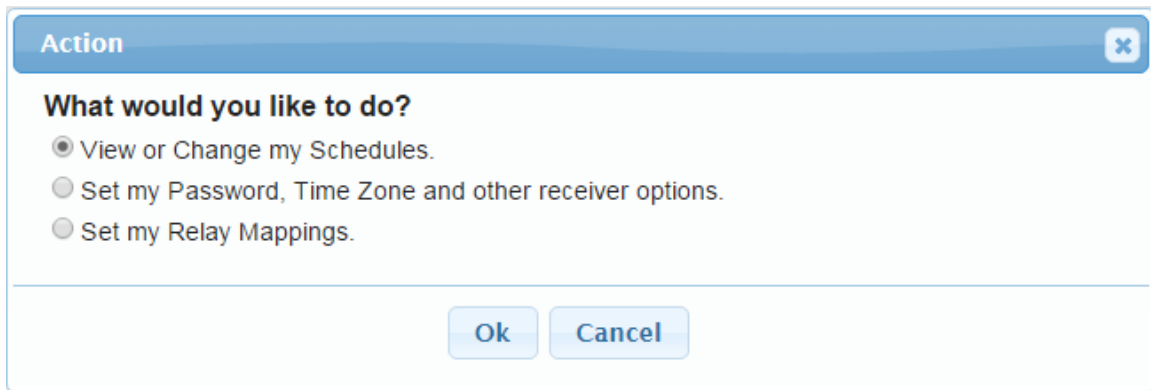 Action
What would you like to do?
View or Change my Schedules.
Set my Password, Time Zone and other receiver options.
Set my Relay Mappings.
Ok Cancel